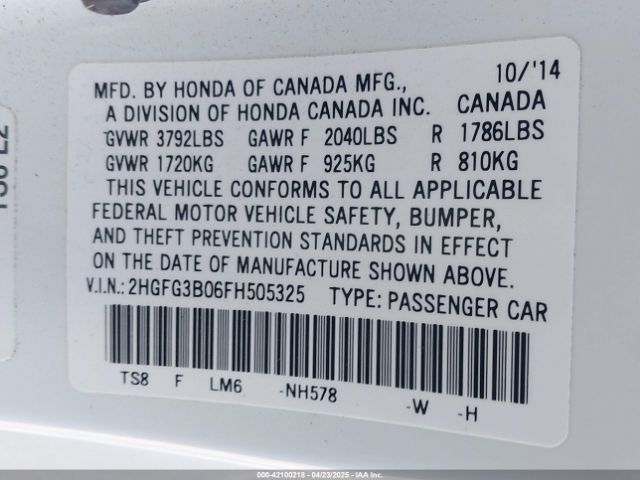 10/'14
MFD. BY HONDA OF CANADA MFG.,
A DIVISION OF HONDA CANADA INC. CANADA
GVWR 3792LBS GAWR F 2040LBS R 1786LBS
GVWR 1720KG GAWR F 925KG R 810KG
THIS VEHICLE CONFORMS TO ALL APPLICABLE
FEDERAL MOTOR VEHICLE SAFETY, BUMPER,
AND THEFT PREVENTION STANDARDS IN EFFECT
ON THE DATE OF MANUFACTURE SHOWN ABOVE.
V.I.N.: 2HGFG3B06FH505325 TYPE: PASSENGER CAR
TS8 F LM6 -NH578 -W -H
000-42100218 - 04/23/2025 - IAA Inc.